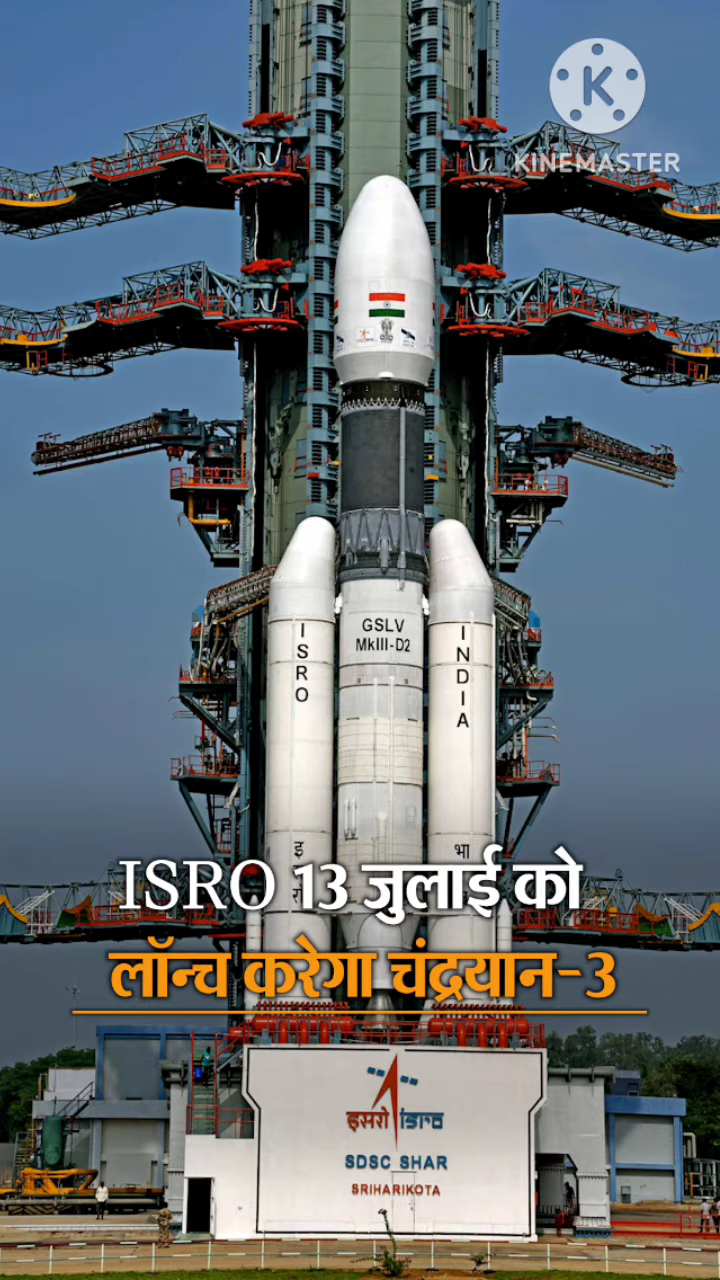 K
KINEMASTER
GSLV
MkIII-D2
ISRO
INDIA
ISRO 13 जुलाई को
लॉन्च करेगा चंद्रयान-3
इसरो isro
SDSC SHAR
SRIHARIKOTA